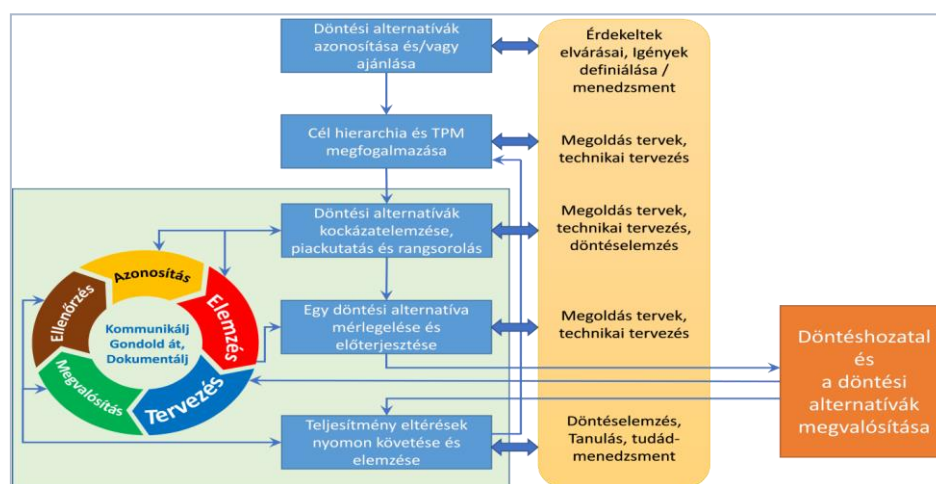 Döntési alternatívák
azonosítása és/vagy
ajánlása
Érdekeltek
elvárásai, Igények
definiálása /
menedzsment
Cél hierarchia és TPM
megfogalmazása
Megoldás tervek,
technikai tervezés
Döntési alternatívák
kockázatelemzése,
piackutatás és rangsorolás
Megoldás tervek,
technikai tervezés,
döntéselemzés
Azonosítás
Elemzés
Tervezés
Megvalósítás
Ellenőrzés
Kommunikálj
Gondold át,
Dokumentálj
Egy döntési alternatíva
mérlegelése és
előterjesztése
Megoldás tervek,
technikai tervezés
Döntéshozatal
és
a döntési
alternatívák
megvalósítása
Teljesítmény eltérések
nyomon követése és
elemzése
Döntéselemzés,
Tanulás, tudád-
menedzsment